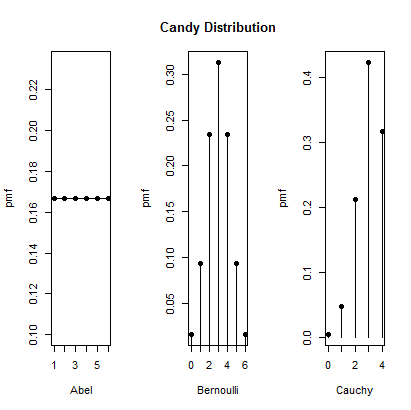 Candy Distribution
pmf
0.10 0.12 0.14 0.16 0.18 0.20 0.22
1 3 5
Abel
pmf
0.05 0.10 0.15 0.20 0.25 0.30
0 2 4 6
Bernoulli
pmf
0.0 0.1 0.2 0.3 0.4
0 2 4
Cauchy